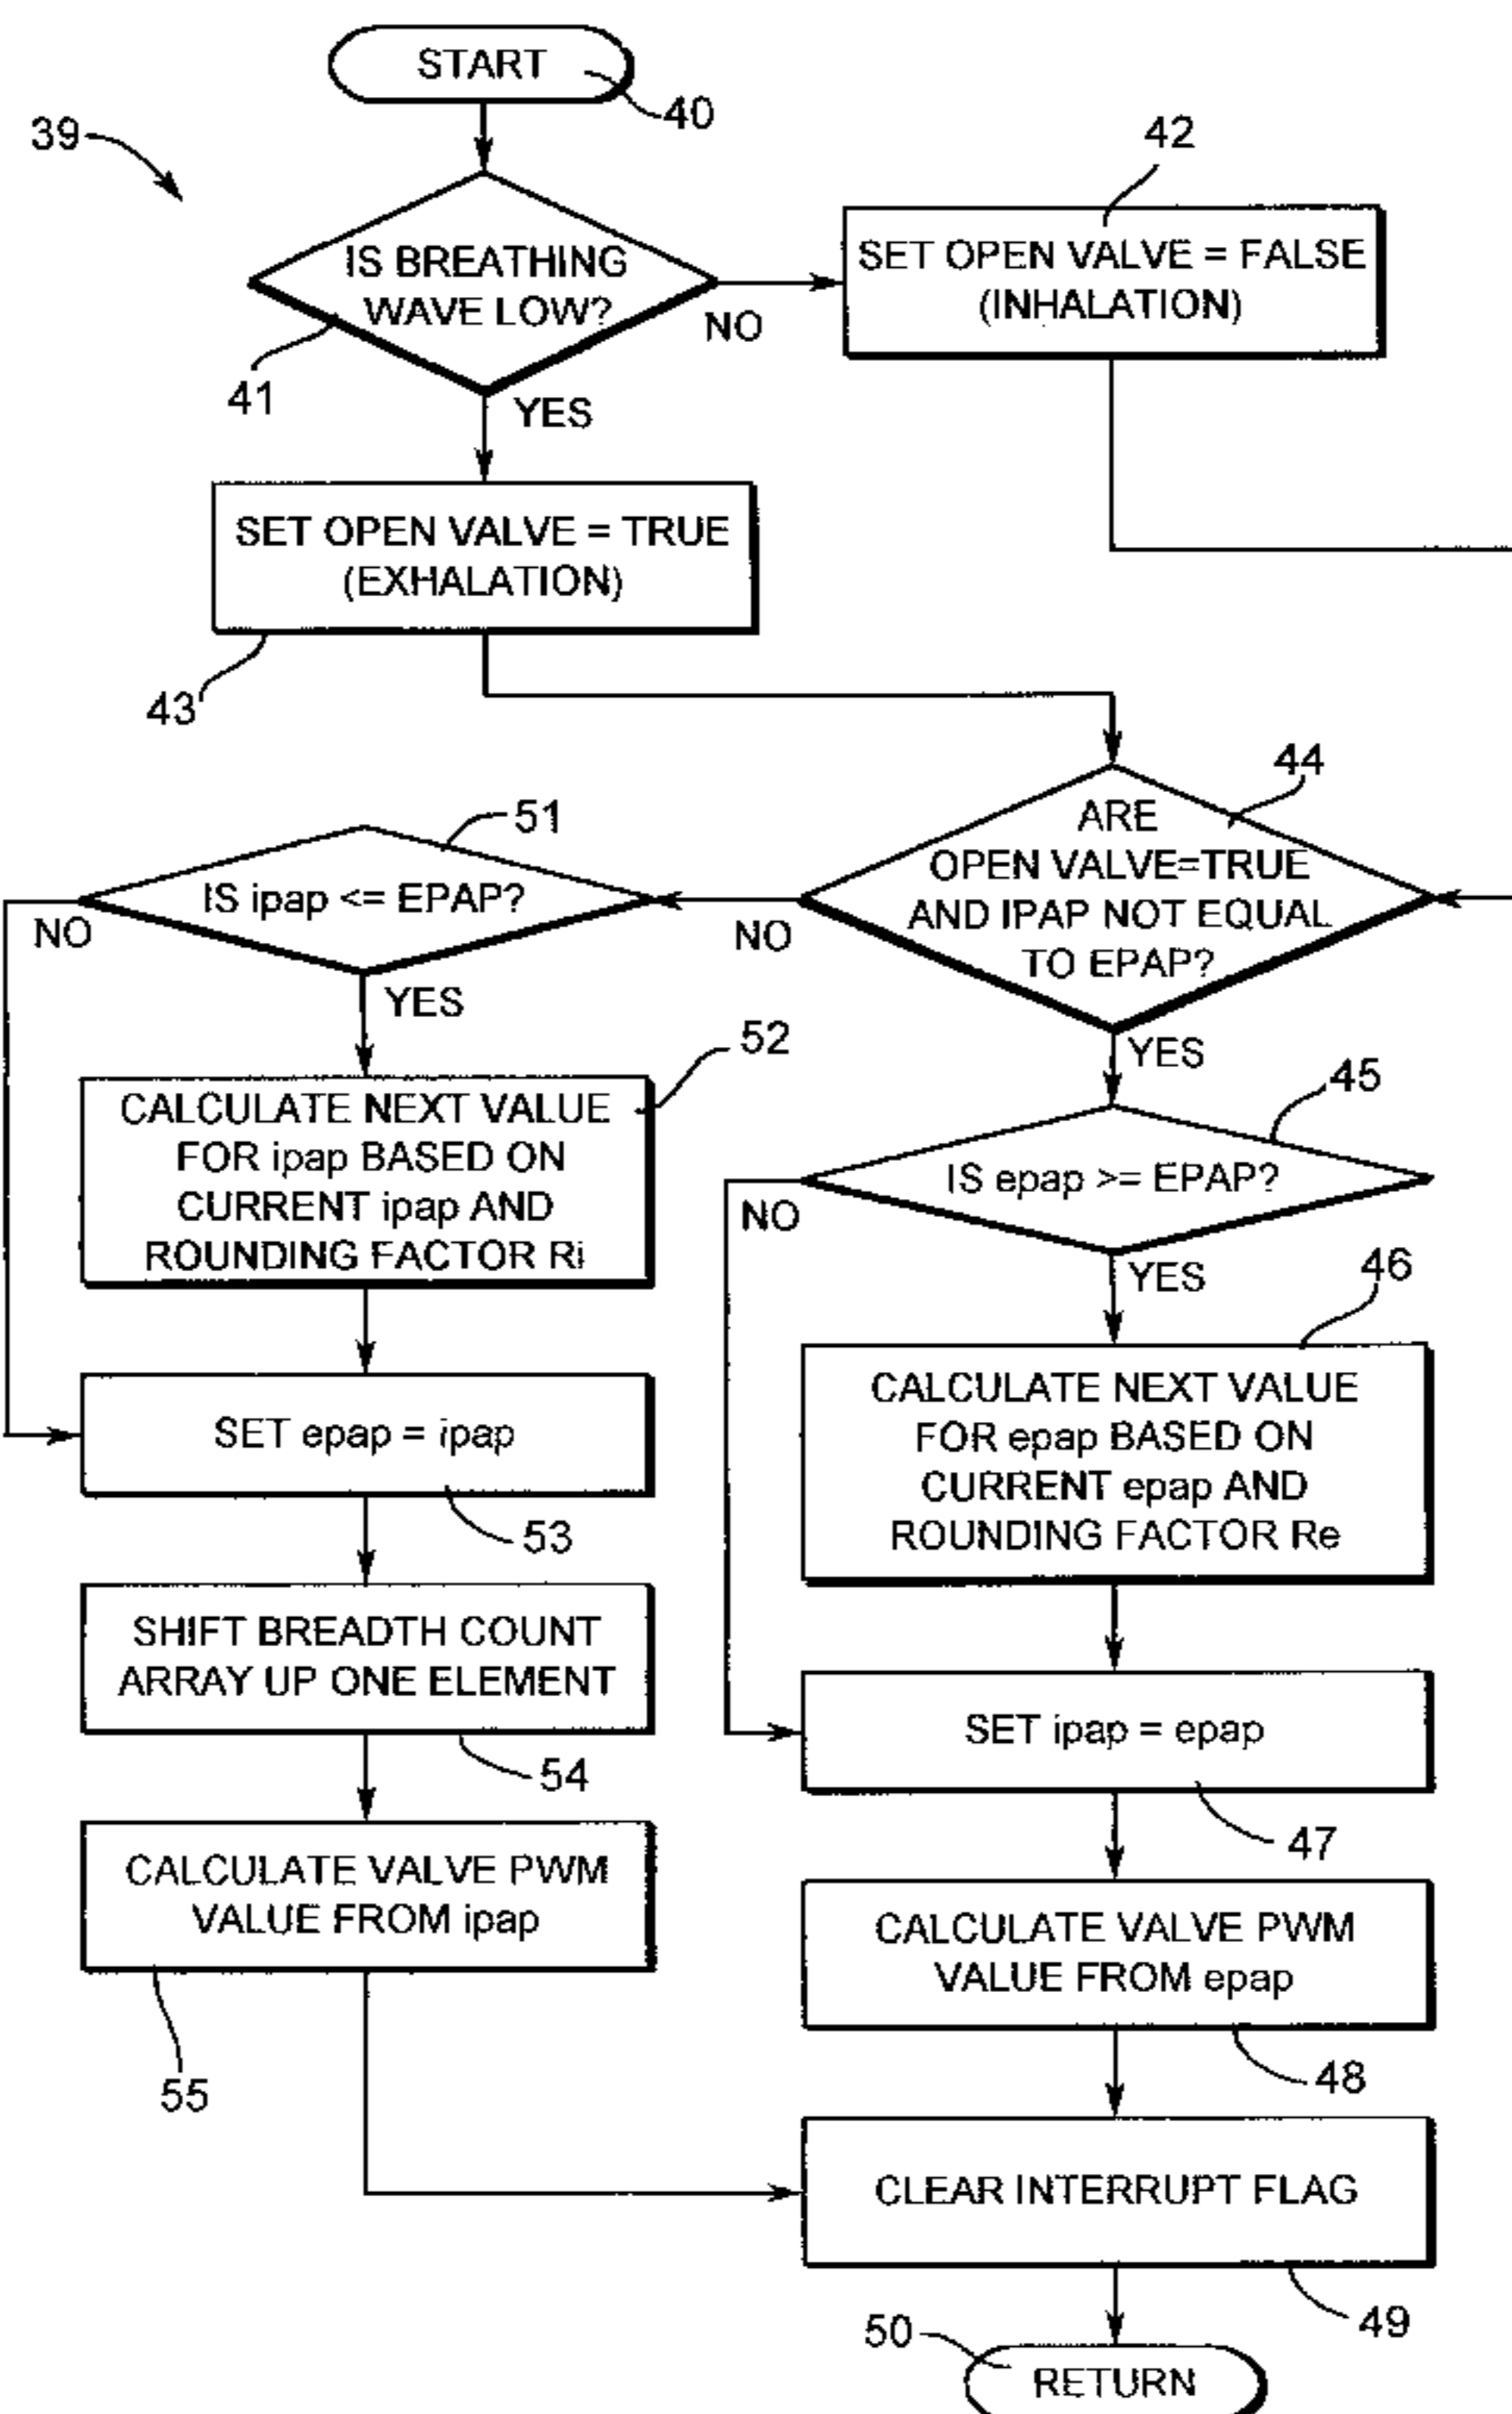 START
40
39
42
IS BREATHING
WAVE LOW?
NO
SET OPEN VALVE = FALSE
(INHALATION)
41
YES
SET OPEN VALVE = TRUE
(EXHALATION)
43
44
51
ARE
OPEN VALVE=TRUE
AND IPAP NOT EQUAL
TO EPAP?
IS ipap <= EPAP?
NO
NO
YES
YES
52
45
CALCULATE NEXT VALUE
FOR ipap BASED ON
CURRENT ipap AND
ROUNDING FACTOR Ri
IS epap >= EPAP?
NO
YES
46
CALCULATE NEXT VALUE
FOR epap BASED ON
CURRENT epap AND
ROUNDING FACTOR Re
SET epap = ipap
53
SHIFT BREADTH COUNT
ARRAY UP ONE ELEMENT
54
SET ipap = epap
47
CALCULATE VALVE PWM
VALUE FROM ipap
55
CALCULATE VALVE PWM
VALUE FROM epap
48
CLEAR INTERRUPT FLAG
49
50
RETURN